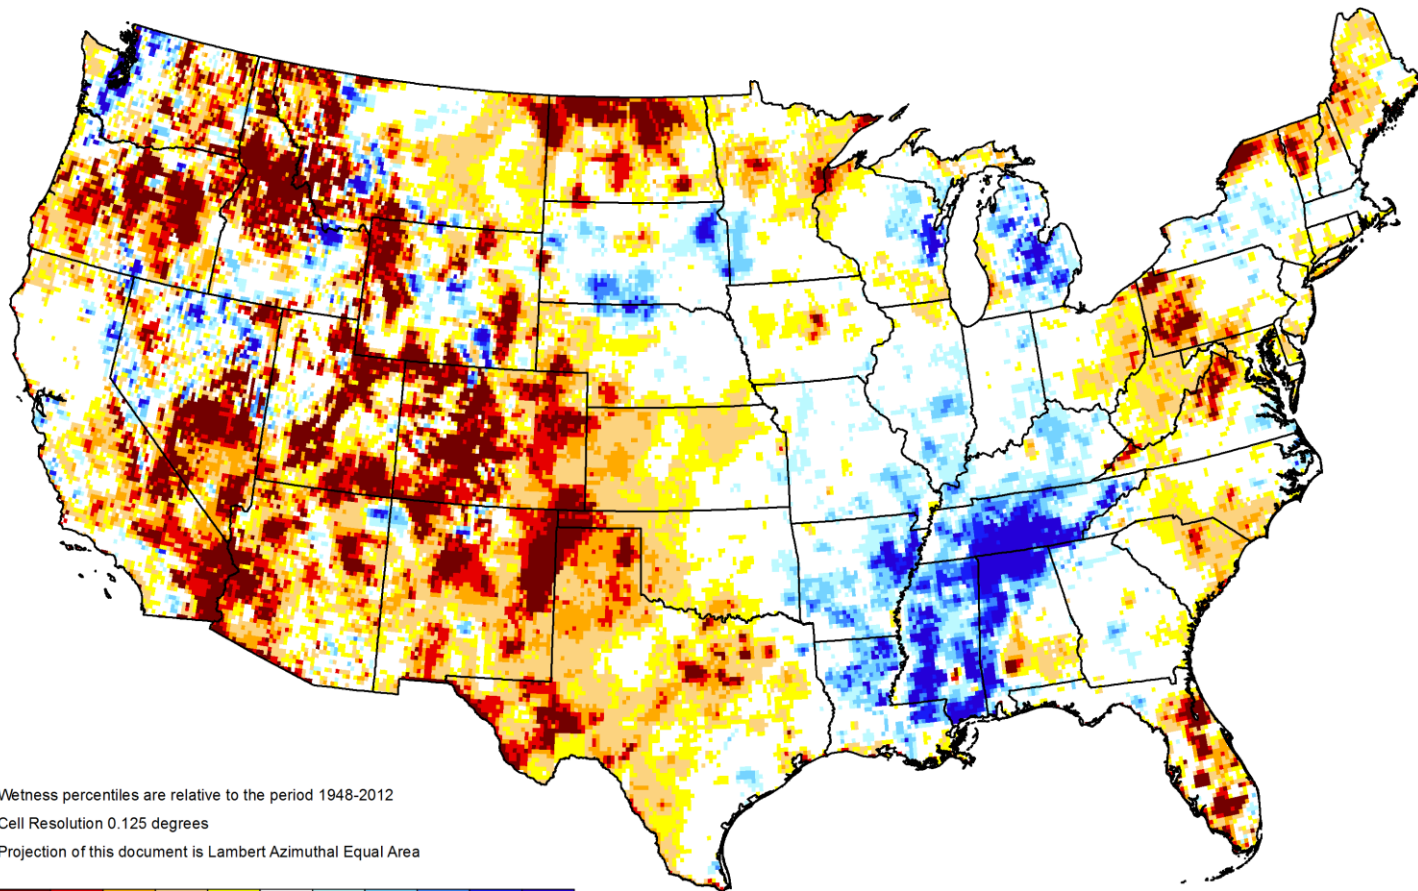 Wetness percentiles are relative to the period 1948-2012
Cell Resolution 0.125 degrees
Projection of this document is Lambert Azimuthal Equal Area